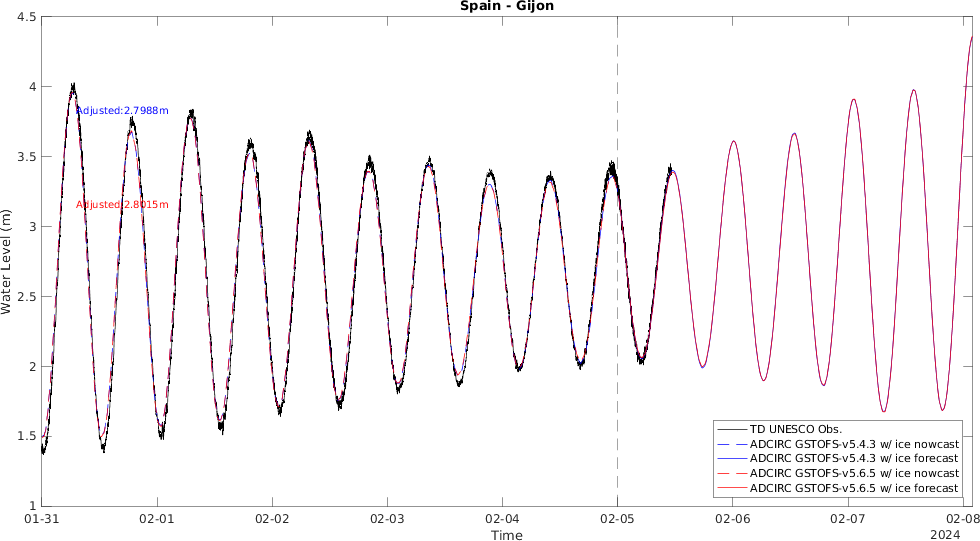 Spain - Gijon
4.5
4
3.5
3
2.5
2
1.5
1
Water Level (m)
Adjusted:2.7988m
Adjusted:2.8015m
TD UNESCO Obs.
ADCIRC GSTOFS-v5.4.3 w/ ice nowcast
ADCIRC GSTOFS-v5.4.3 w/ ice forecast
ADCIRC GSTOFS-v5.6.5 w/ ice nowcast
ADCIRC GSTOFS-v5.6.5 w/ ice forecast
01-31 02-01 02-02 02-03 02-04 02-05 02-06 02-07 02-08
Time
2024